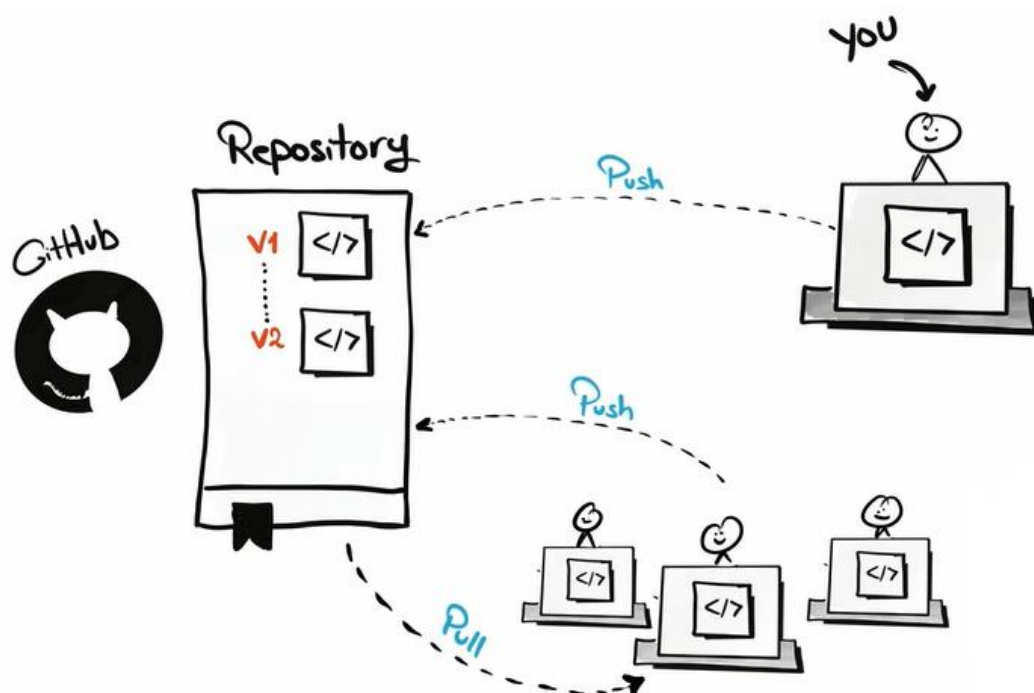 YOU
Repository
Push
GitHub
V1
</>
</>
V2
</>
Push
</>
</>
</>
Pull